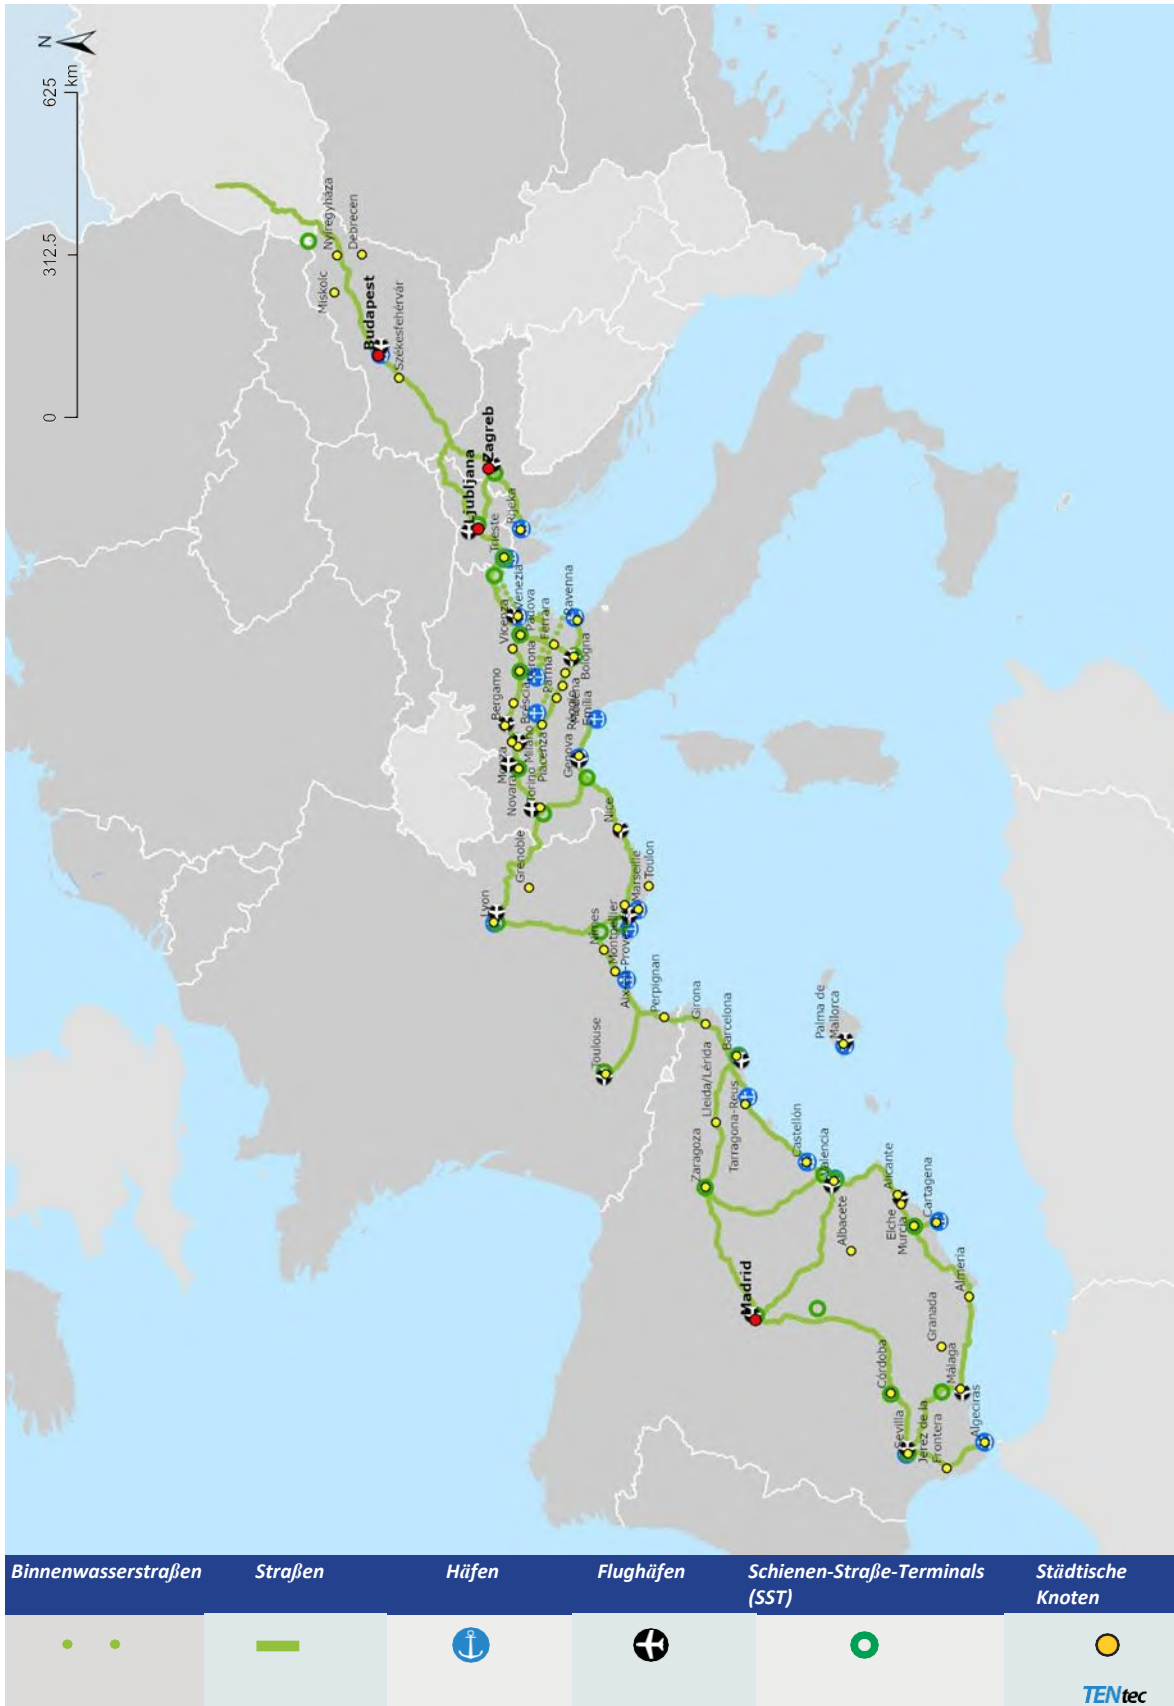 N
625
km
312.5
0
Nyíregyháza
Debrecen
Miskolc
Budapest
Székesfehérvár
Zagreb
Ljubljana
Rijeka
Trieste
Venezia
Padova
Vicenza
Ferrara
Ravenna
Bologna
Parma
Bergamo
Bréscia
Milano
Piacenza
Emilia
Genova
Novara
Torino
Grenoble
Nice
Lyon
Toulon
Marseille
Nîmes
Montpellier
Perpignan
Toulouse
Girona
Barcelona
Lleida/Lérida
Tarragona-Reus
Palma de
Mallorca
Zaragoza
Castellón
Valencia
Albacete
Alicante
Elche
Murcia
Cartagena
Madrid
Almería
Granada
Málaga
Córdoba
Sevilla
Jerez de la
Frontera
Algeciras
Binnenwasserstraßen
Straßen
Häfen
Flughäfen
Schienen-Straße-Terminals
(SST)
Städtische
Knoten
TENtec